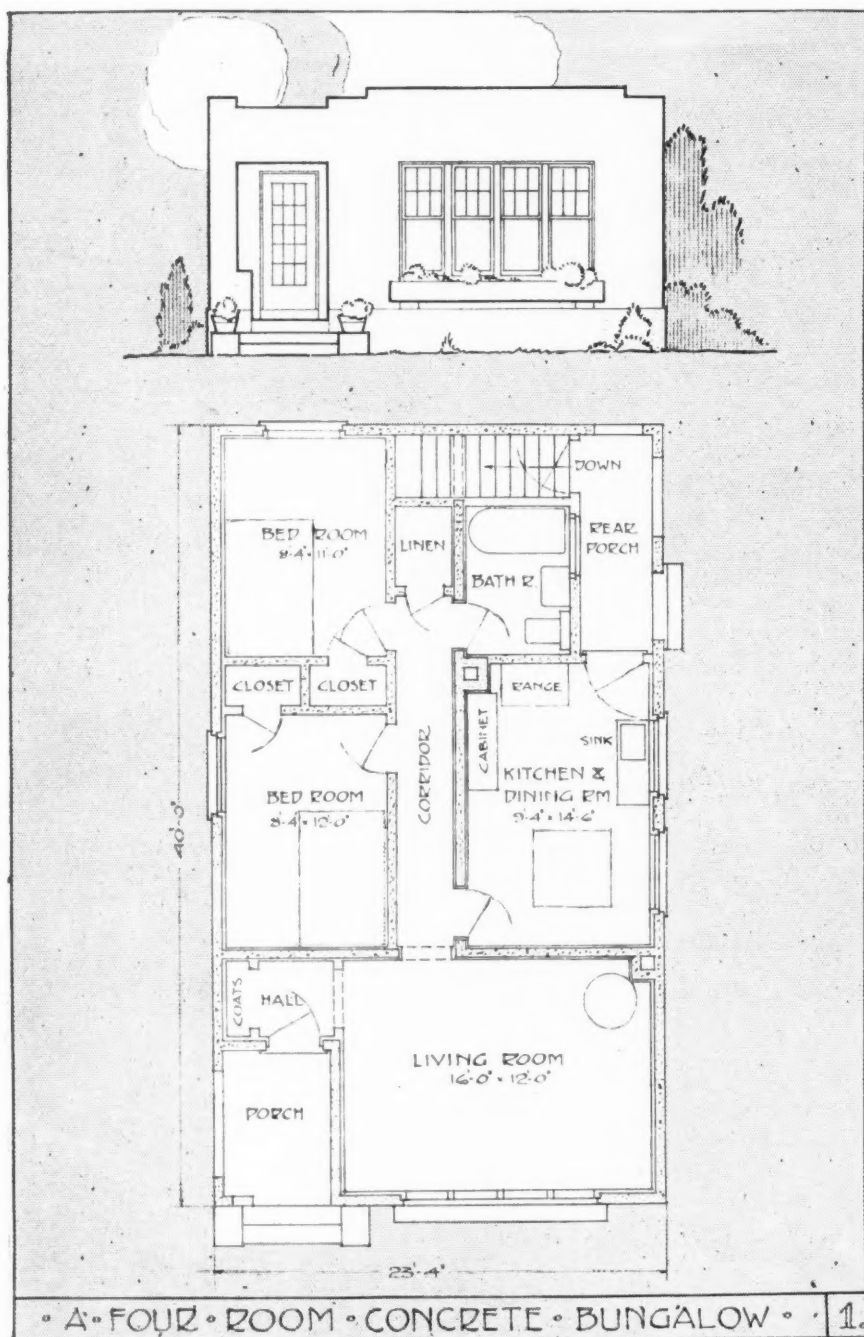 DOWN
BED ROOM
8'-4" × 11'-0"
LINEN
REAR
PORCH
BATH R.
CLOSET
CLOSET
RANGE
CABINET
SINK
CORRIDOR
KITCHEN &
DINING RM
9'-4" × 14'-6"
BED ROOM
8'-4" × 12'-0"
40'-0"
COATS
HALL
LIVING ROOM
16'-0" × 12'-0"
PORCH
23'-4"
· A · FOUR · ROOM · CONCRETE · BUNGALOW · 1